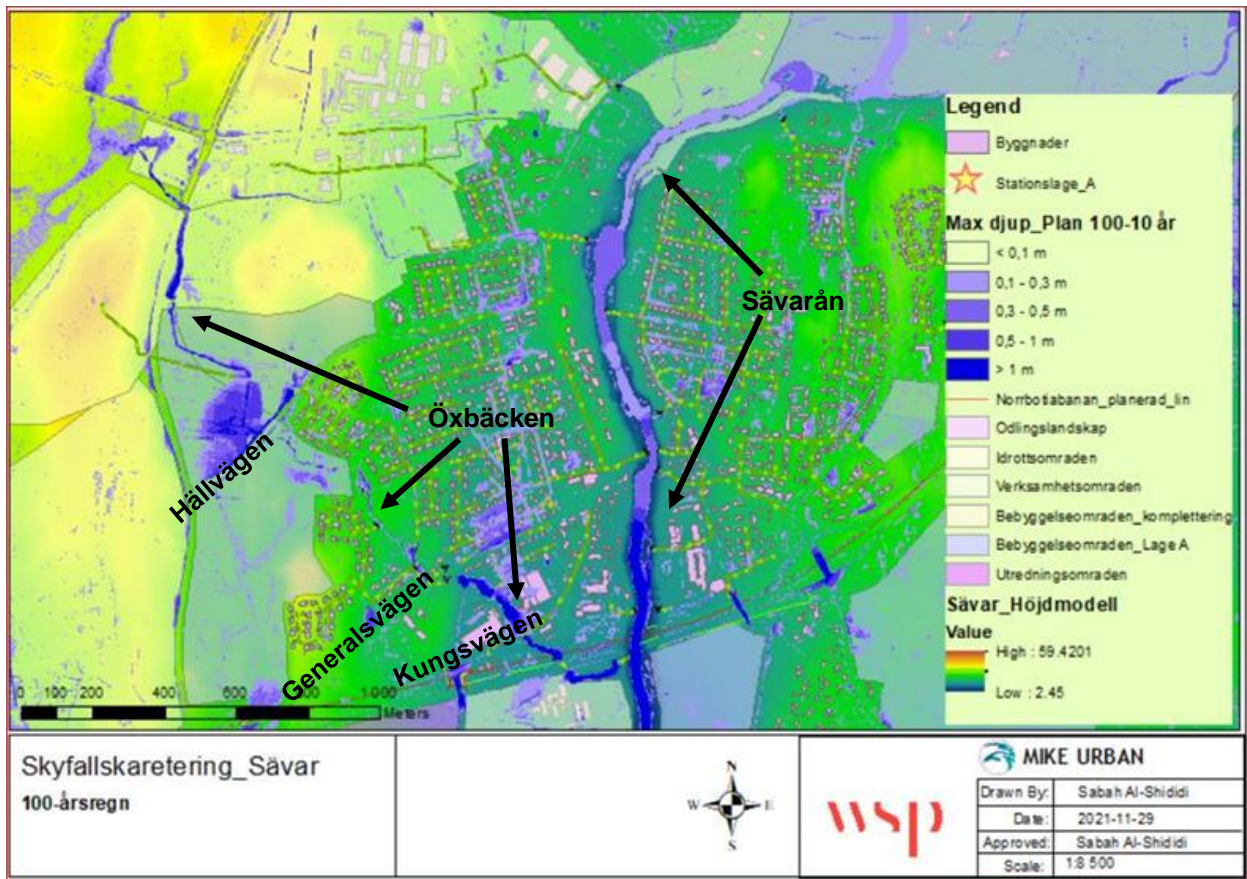 Legend
Byggnader
Stationslage_A
Max djup_Plan 100-10 år
< 0,1 m
0,1 - 0,3 m
0,3 - 0,5 m
0,5 - 1 m
> 1 m
Norrbotiabanan_planerad_lin
Odlingslandskap
Idrottsomraden
Verksamhetsomraden
Bebyggelseomraden_komplettering
Bebyggelseomraden_Lage A
Utredningsomraden
Sävar_Höjdmodell
Value
High : 59.4201
Low : 2.45
Sävarån
Öxbäcken
Hällvägen
Generalsvägen
Kungsvägen
0 100 200 400 600 1 000
Meters
Skyfallskaretering_Sävar
100-årsregn
N
W E
S
wsp
MIKE URBAN
Drawn By: Sabah Al-Shididi
Date: 2021-11-29
Approved: Sabah Al-Shididi
Scale: 1:8 500